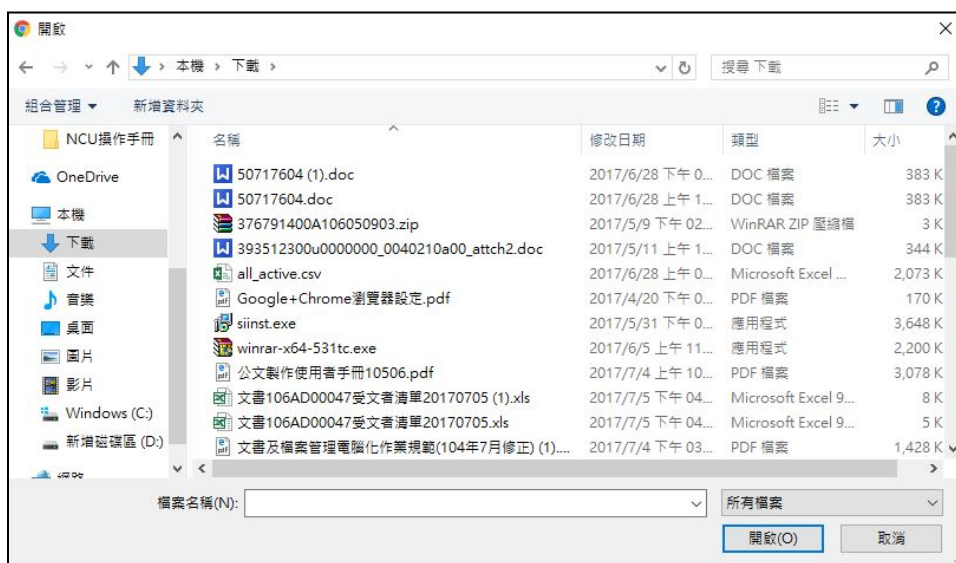 開啟
本機 › 下載 ›
搜尋 下載
組合管理 新增資料夾
NCU操作手冊
OneDrive
本機
下載
文件
音樂
桌面
圖片
影片
Windows (C:)
新增磁碟區 (D:)
名稱 修改日期 類型 大小
50717604 (1).doc 2017/6/28 下午 0... DOC 檔案 383 K
50717604.doc 2017/6/28 上午 1... DOC 檔案 383 K
376791400A106050903.zip 2017/5/9 下午 02... WinRAR ZIP 壓縮檔 3 K
393512300u0000000_0040210a00_attch2.doc 2017/5/11 上午 1... DOC 檔案 344 K
all_active.csv 2017/6/28 上午 0... Microsoft Excel ... 2,073 K
Google+Chrome瀏覽器設定.pdf 2017/4/20 下午 0... PDF 檔案 170 K
siinst.exe 2017/5/31 下午 0... 應用程式 3,648 K
winrar-x64-531tc.exe 2017/6/5 上午 11... 應用程式 2,200 K
公文製作使用者手冊10506.pdf 2017/7/4 上午 10... PDF 檔案 3,078 K
文書106AD00047受文者清單20170705 (1).xls 2017/7/5 下午 04... Microsoft Excel 9... 8 K
文書106AD00047受文者清單20170705.xls 2017/7/5 下午 04... Microsoft Excel 9... 5 K
文書及檔案管理電腦化作業規範(104年7月修正) (1).... 2017/7/4 下午 03... PDF 檔案 1,428 K
檔案名稱(N):
所有檔案
開啟(O) 取消